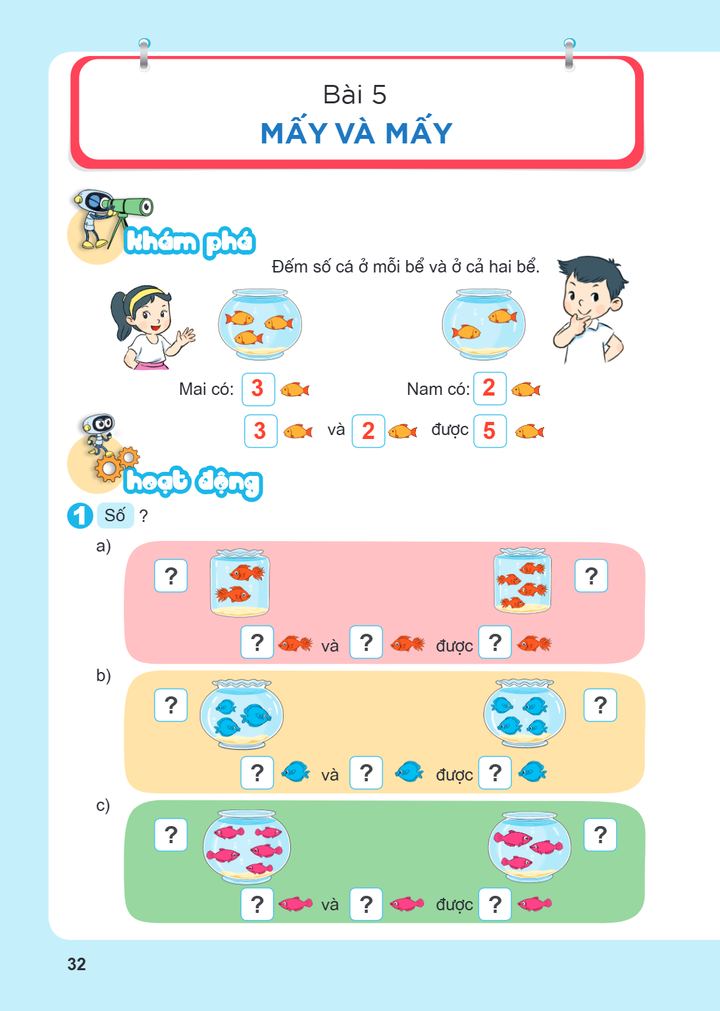 Bài 5
MẤY VÀ MẤY
khám phá
Đếm số cá ở mỗi bể và ở cả hai bể.
Mai có: 3
Nam có: 2
3 và 2 được 5
hoạt động
1 Số ?
a)
? ?
? và ? được ?
b)
? ?
? và ? được ?
c)
? ?
? và ? được ?
32